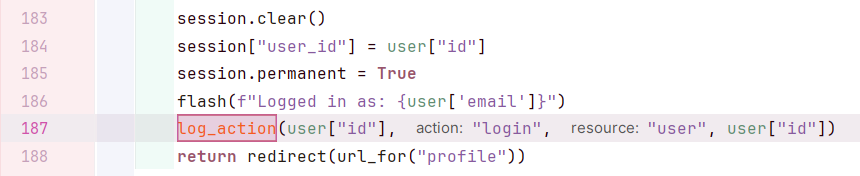 183 session.clear()
184 session["user_id"] = user["id"]
185 session.permanent = True
186 flash(f"Logged in as: {user['email']}")
187 log_action(user["id"], action: "login", resource: "user", user["id"])
188 return redirect(url_for("profile"))